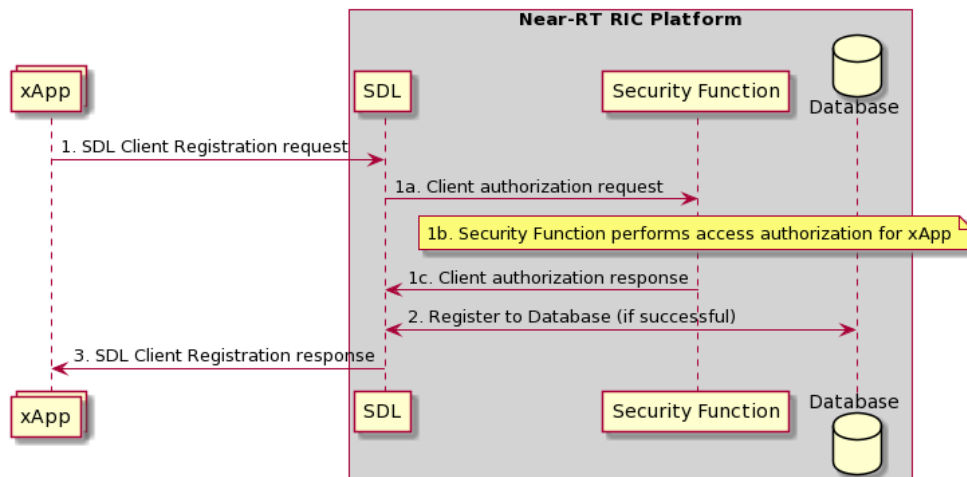 Near-RT RIC Platform
xApp
SDL
Security Function
Database
1. SDL Client Registration request
1a. Client authorization request
1b. Security Function performs access authorization for xApp
1c. Client authorization response
2. Register to Database (if successful)
3. SDL Client Registration response
xApp
SDL
Security Function
Database